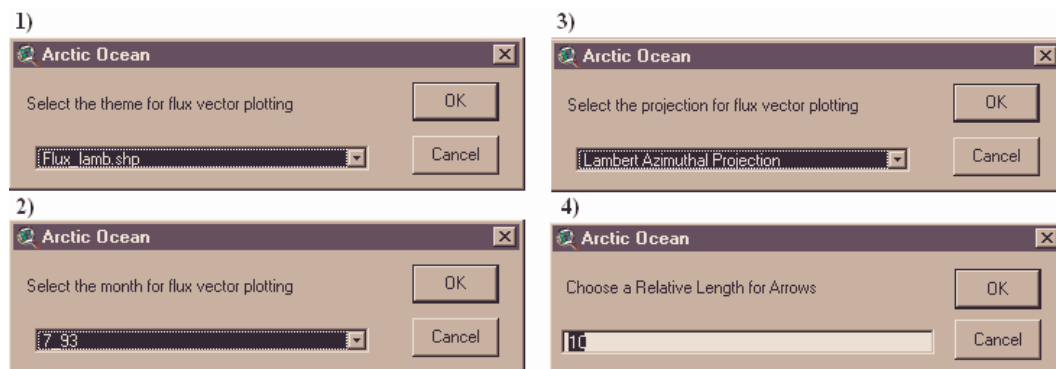 1)
Arctic Ocean
Select the theme for flux vector plotting
OK
Flux_lamb.shp
Cancel
2)
Arctic Ocean
Select the month for flux vector plotting
OK
7_93
Cancel
3)
Arctic Ocean
Select the projection for flux vector plotting
OK
Lambert Azimuthal Projection
Cancel
4)
Arctic Ocean
Choose a Relative Length for Arrows
OK
10
Cancel